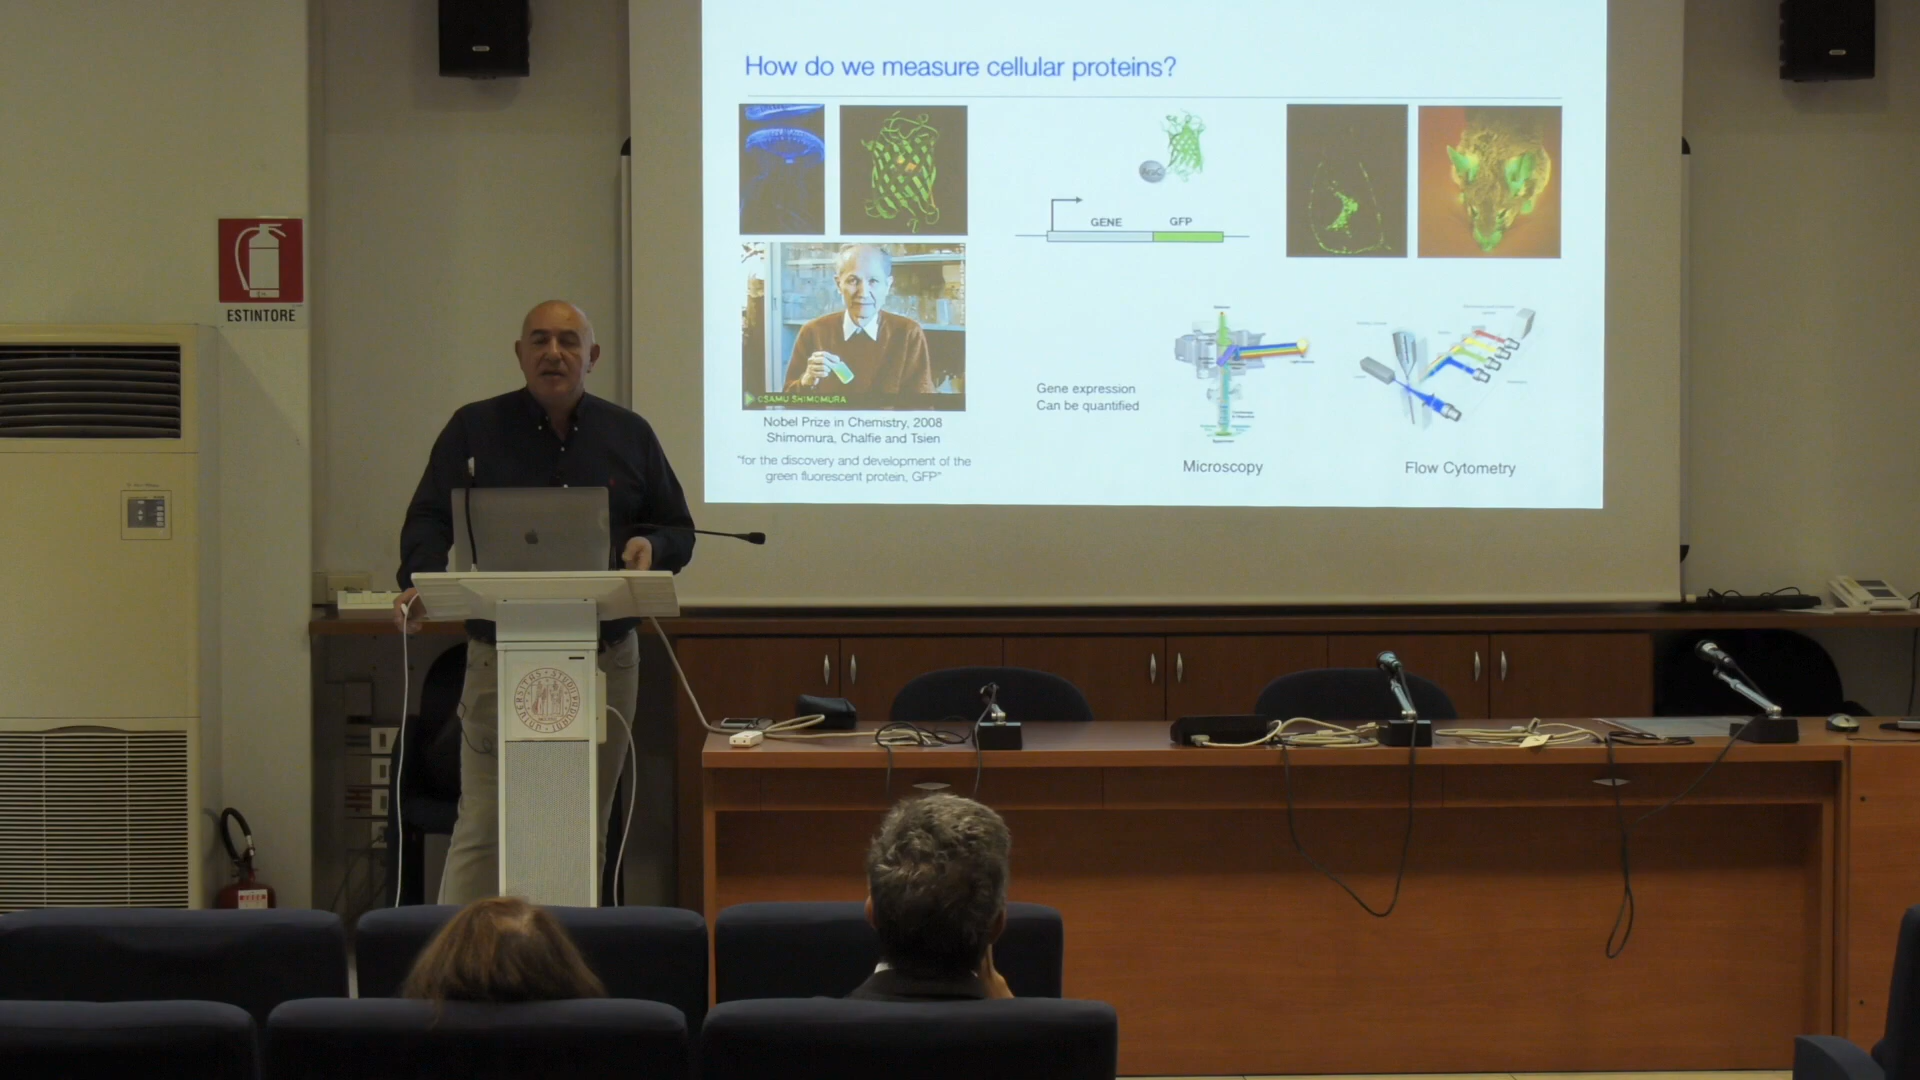 How do we measure cellular proteins?
AraC
GENE
GFP
OSAMU SHIMOMURA
Nobel Prize in Chemistry, 2008
Shimomura, Chalfie and Tsien
"for the discovery and development of the
green fluorescent protein, GFP"
Gene expression
Can be quantified
Microscopy
Flow Cytometry
ESTINTORE